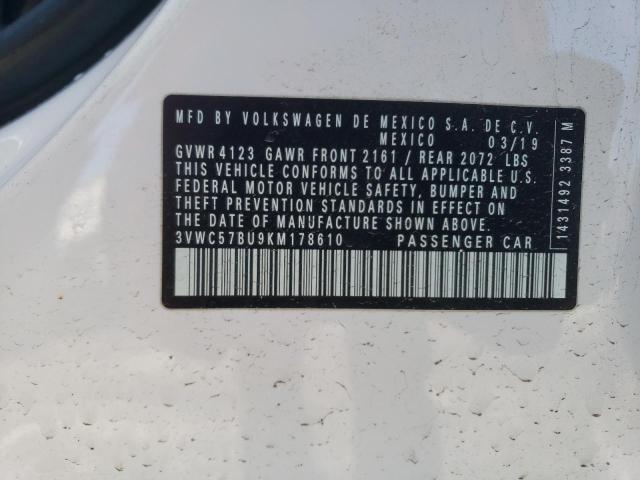 MFD BY VOLKSWAGEN DE MEXICO S.A. DE C.V.
MEXICO 03/19
GVWR 4123 GAWR FRONT 2161 / REAR 2072 LBS
THIS VEHICLE CONFORMS TO ALL APPLICABLE U.S.
FEDERAL MOTOR VEHICLE SAFETY, BUMPER AND
THEFT PREVENTION STANDARDS IN EFFECT ON
THE DATE OF MANUFACTURE SHOWN ABOVE.
3VWC57BU9KM178610 PASSENGER CAR
1431492 3387 M